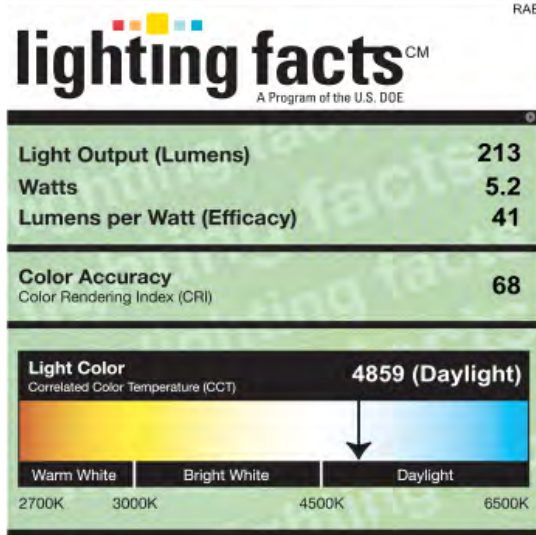 RAB
lighting facts CM
A Program of the U.S. DOE
Light Output (Lumens) 213
Watts 5.2
Lumens per Watt (Efficacy) 41
Color Accuracy 68
Color Rendering Index (CRI)
Light Color 4859 (Daylight)
Correlated Color Temperature (CCT)
Warm White Bright White Daylight
2700K 3000K 4500K 6500K